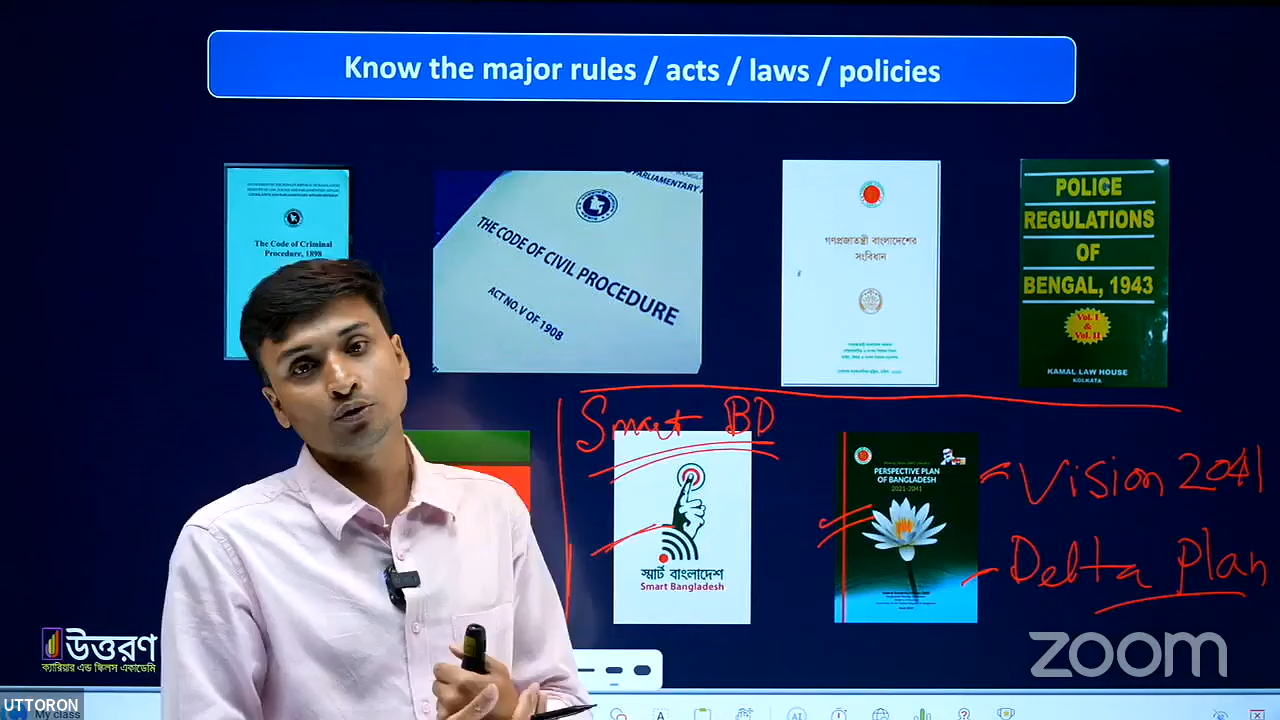 Know the major rules / acts / laws / policies
The Code of Criminal
Procedure, 1898
PARLIAMENTARY
THE CODE OF CIVIL PROCEDURE
ACT NO. V OF 1908
গণপ্রজাতন্ত্রী বাংলাদেশের
সংবিধান
POLICE
REGULATIONS
OF
BENGAL, 1943
Vol. I
&
Vol. II
KAMAL LAW HOUSE
KOLKATA
Smart BD
স্মার্ট বাংলাদেশ
Smart Bangladesh
PERSPECTIVE PLAN
OF BANGLADESH
2021-2041
Vision 2041
Delta Plan
উত্তরণ
ক্যারিয়ার এন্ড স্কিলস একাডেমি
zoom
UTTORON
My class